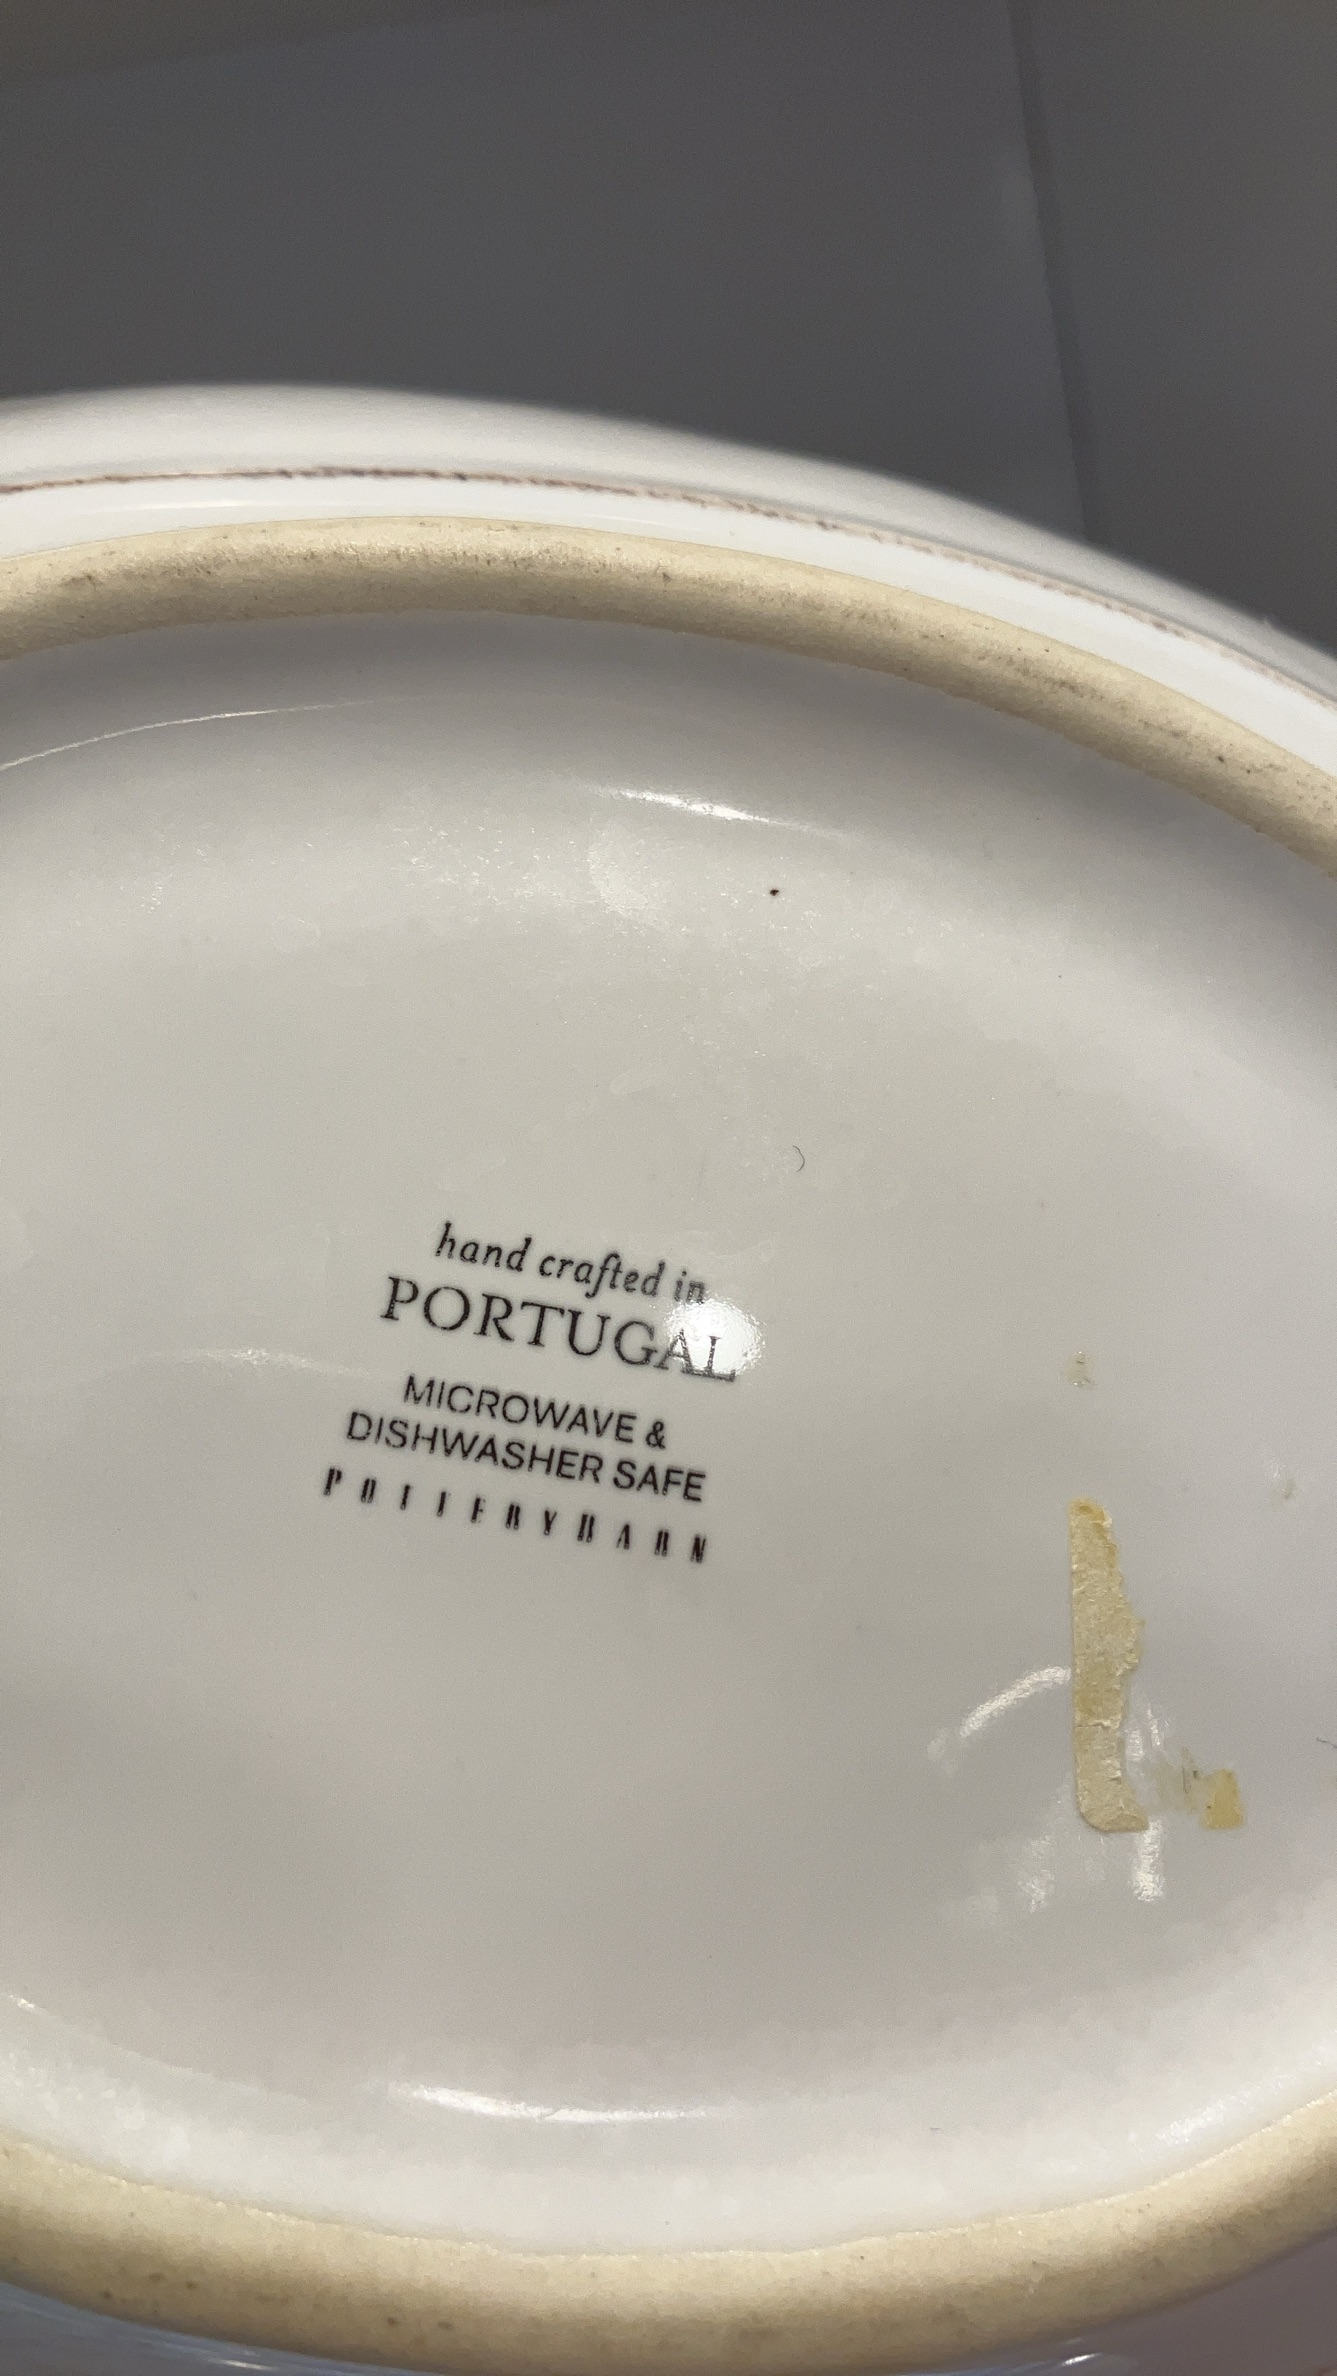 hand crafted in
PORTUGAL
MICROWAVE &
DISHWASHER SAFE
POTTERYBARN